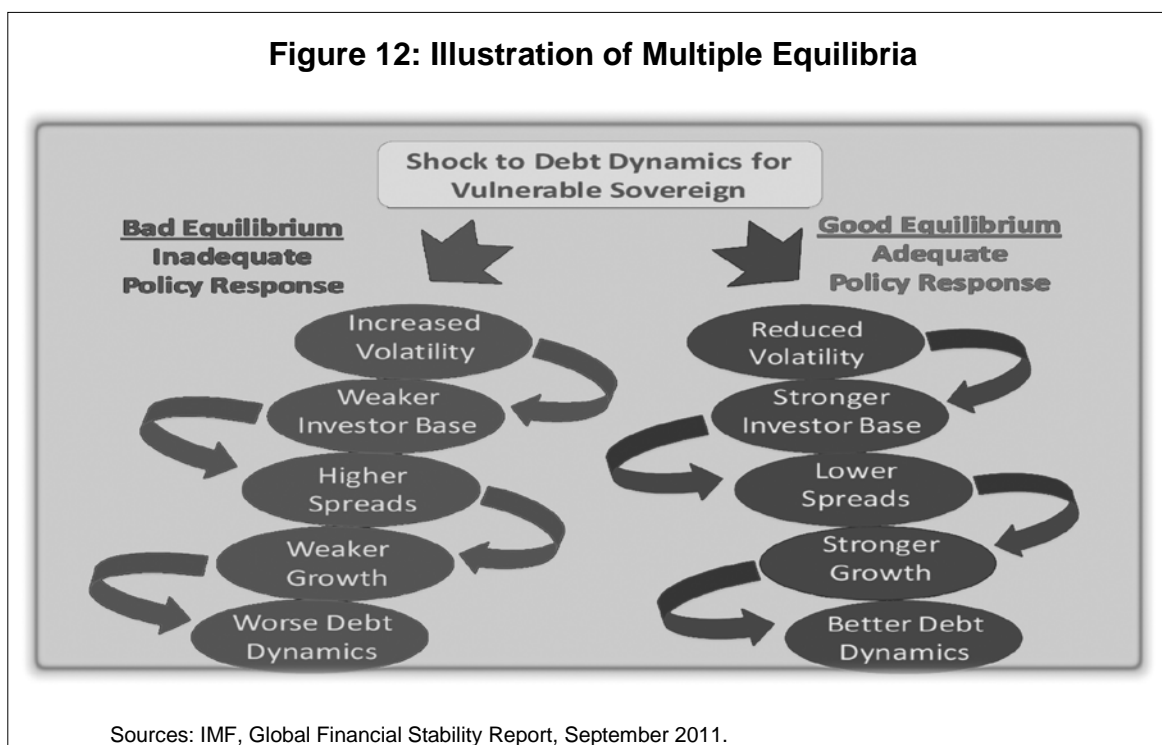 Figure 12: Illustration of Multiple Equilibria
Shock to Debt Dynamics for
Vulnerable Sovereign
Bad Equilibrium
Inadequate
Policy Response
Good Equilibrium
Adequate
Policy Response
Increased
Volatility
Weaker
Investor Base
Higher
Spreads
Weaker
Growth
Worse Debt
Dynamics
Reduced
Volatility
Stronger
Investor Base
Lower
Spreads
Stronger
Growth
Better Debt
Dynamics
Sources: IMF, Global Financial Stability Report, September 2011.